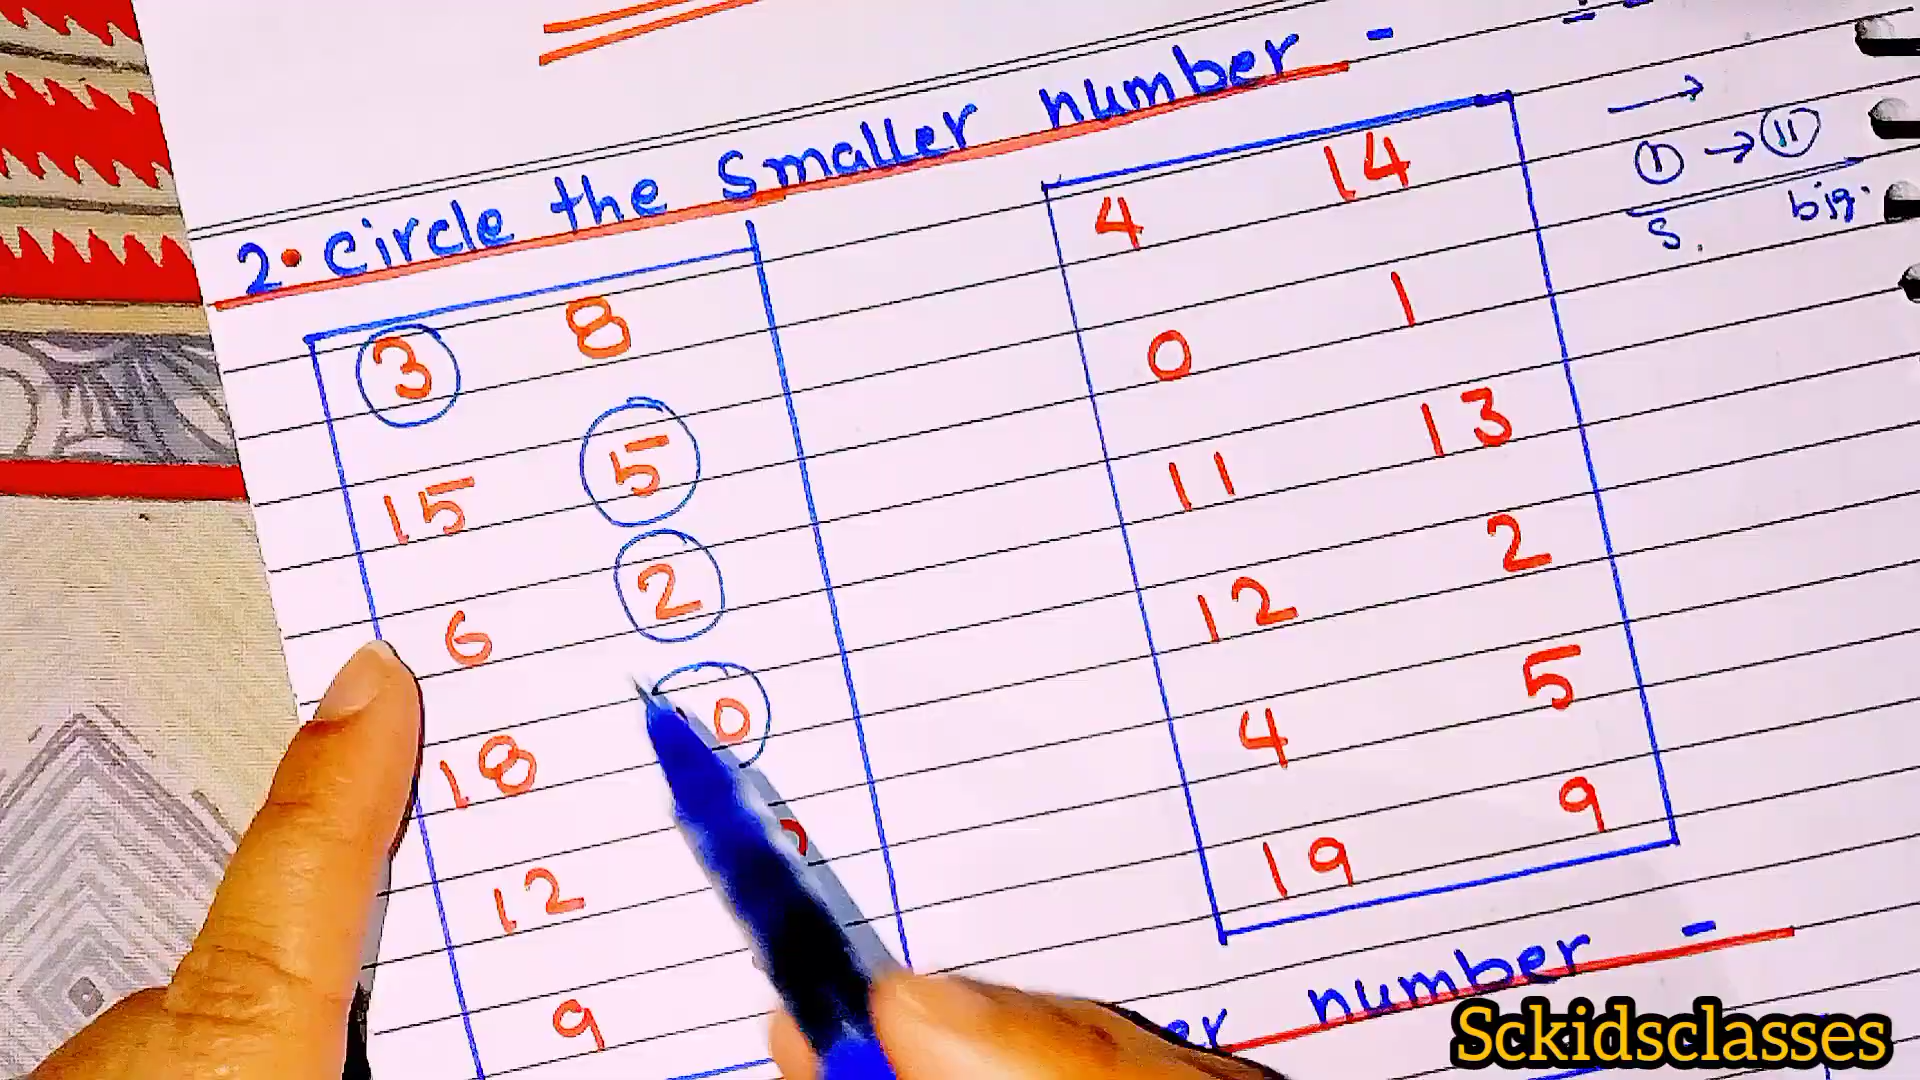 2. Circle the Smaller number -
3 8
15 5
6 2
18 0
12
9
4 14
0 1
11 13
12 2
4 5
19 9
→
1 → 11
S. big.
number -
Sckidsclasses